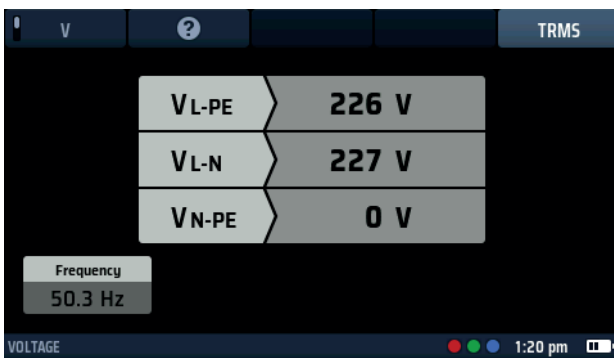 V ? TRMS
VL-PE 226 V
VL-N 227 V
VN-PE 0 V
Frequency
50.3 Hz
VOLTAGE 1:20 pm